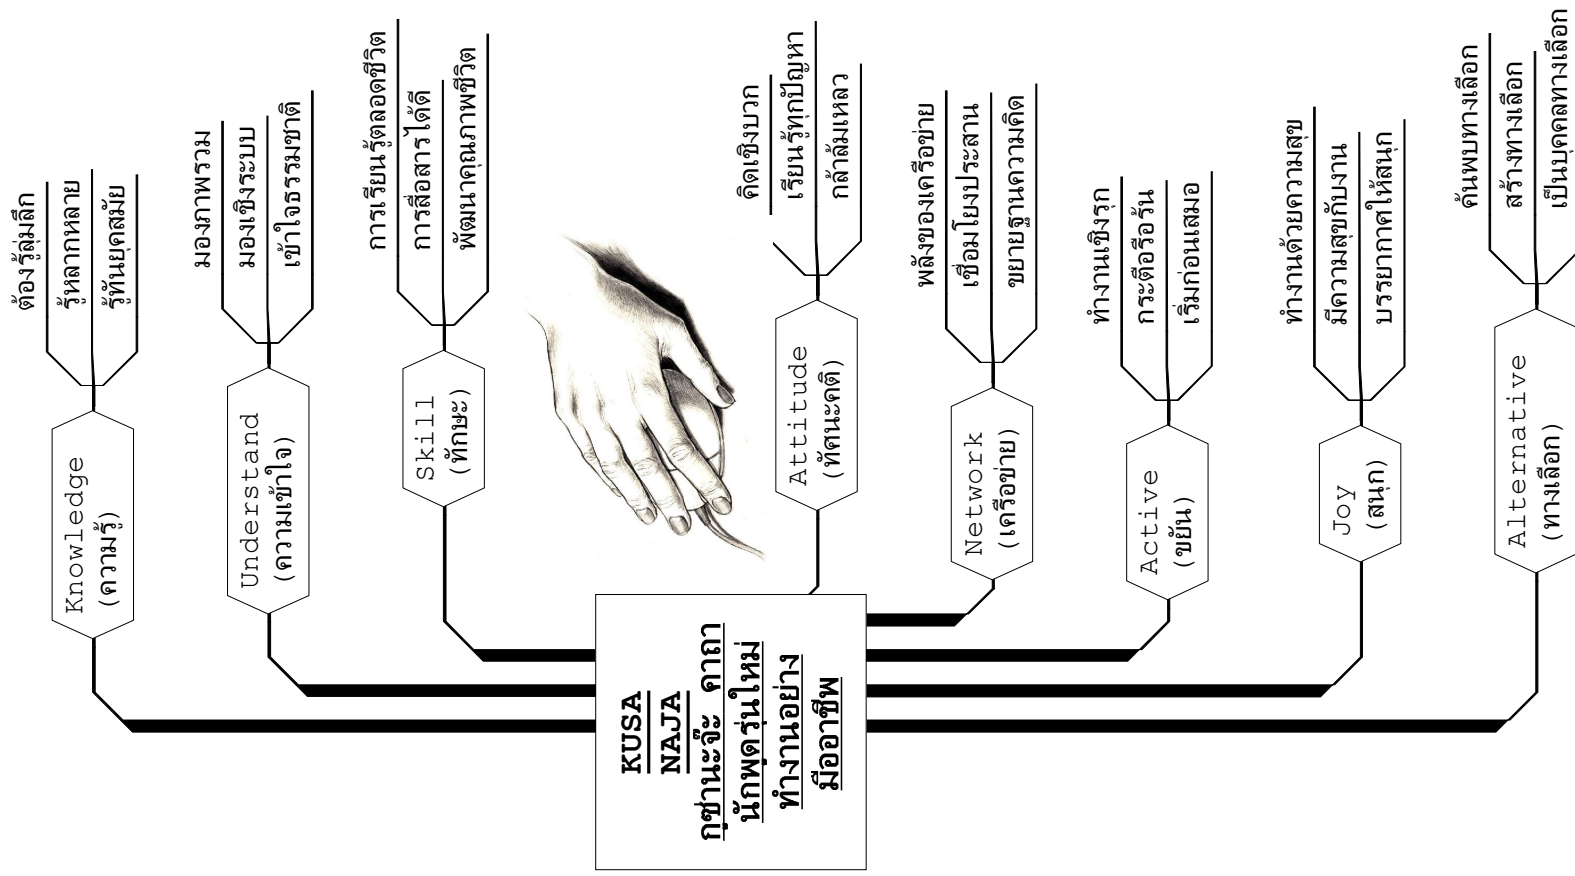 KUSA
NAJA
กูซ่านะจ๊ะ คาถา
นักพูดรุ่นใหม่
ทำงานอย่าง
มืออาชีพ
Knowledge
(ความรู้)
ต้องรู้ลุ่มลึก
รู้หลากหลาย
รู้ทันยุคสมัย
Understand
(ความเข้าใจ)
มองภาพรวม
มองเชิงระบบ
เข้าใจธรรมชาติ
Skill
(ทักษะ)
การเรียนรู้ตลอดชีวิต
การสื่อสารได้ดี
พัฒนาคุณภาพชีวิต
Attitude
(ทัศนะคติ)
คิดเชิงบวก
เรียนรู้ทุกปัญหา
กล้าล้มเหลว
Network
(เครือข่าย)
พลังของเครือข่าย
เชื่อมโยงประสาน
ขยายฐานความคิด
Active
(ขยัน)
ทำงานเชิงรุก
กระตือรือร้น
เริ่มก่อนเสมอ
Joy
(สนุก)
ทำงานด้วยความสุข
มีความสุขกับงาน
บรรยากาศให้สนุก
Alternative
(ทางเลือก)
ค้นพบทางเลือก
สร้างทางเลือก
เป็นบุคคลทางเลือก